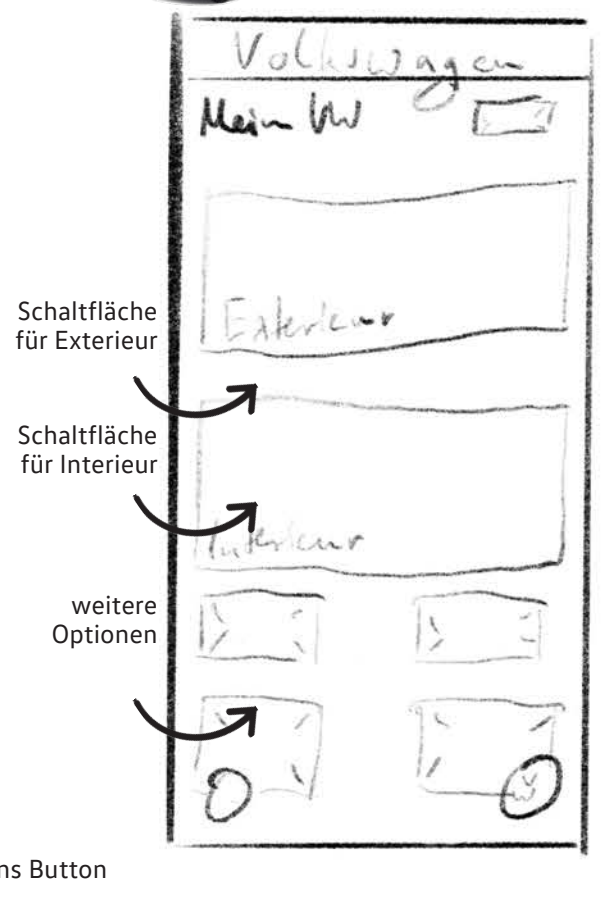 Volkswagen
Mein VW
Exterieur
Schaltfläche
für Exterieur
Schaltfläche
für Interieur
Interieur
weitere
Optionen
ns Button